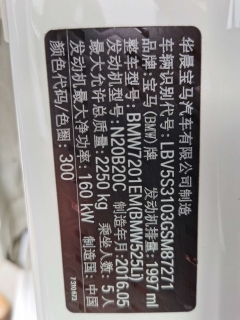 华晨宝马汽车有限公司制造
车辆识别代号: LBV5S3103GSM87271
品牌: 宝马 (BMW) 牌 发动机排量: 1997 ml
型号: BMW7201EM(BMW525Li)
发动机型号: N20B20C 制造年月: 2016.05
最大允许总质量: 2250 kg 乘坐人数: 5 人
发动机最大净功率: 160 kW 制造国: 中国
颜色代码/色圈: 300